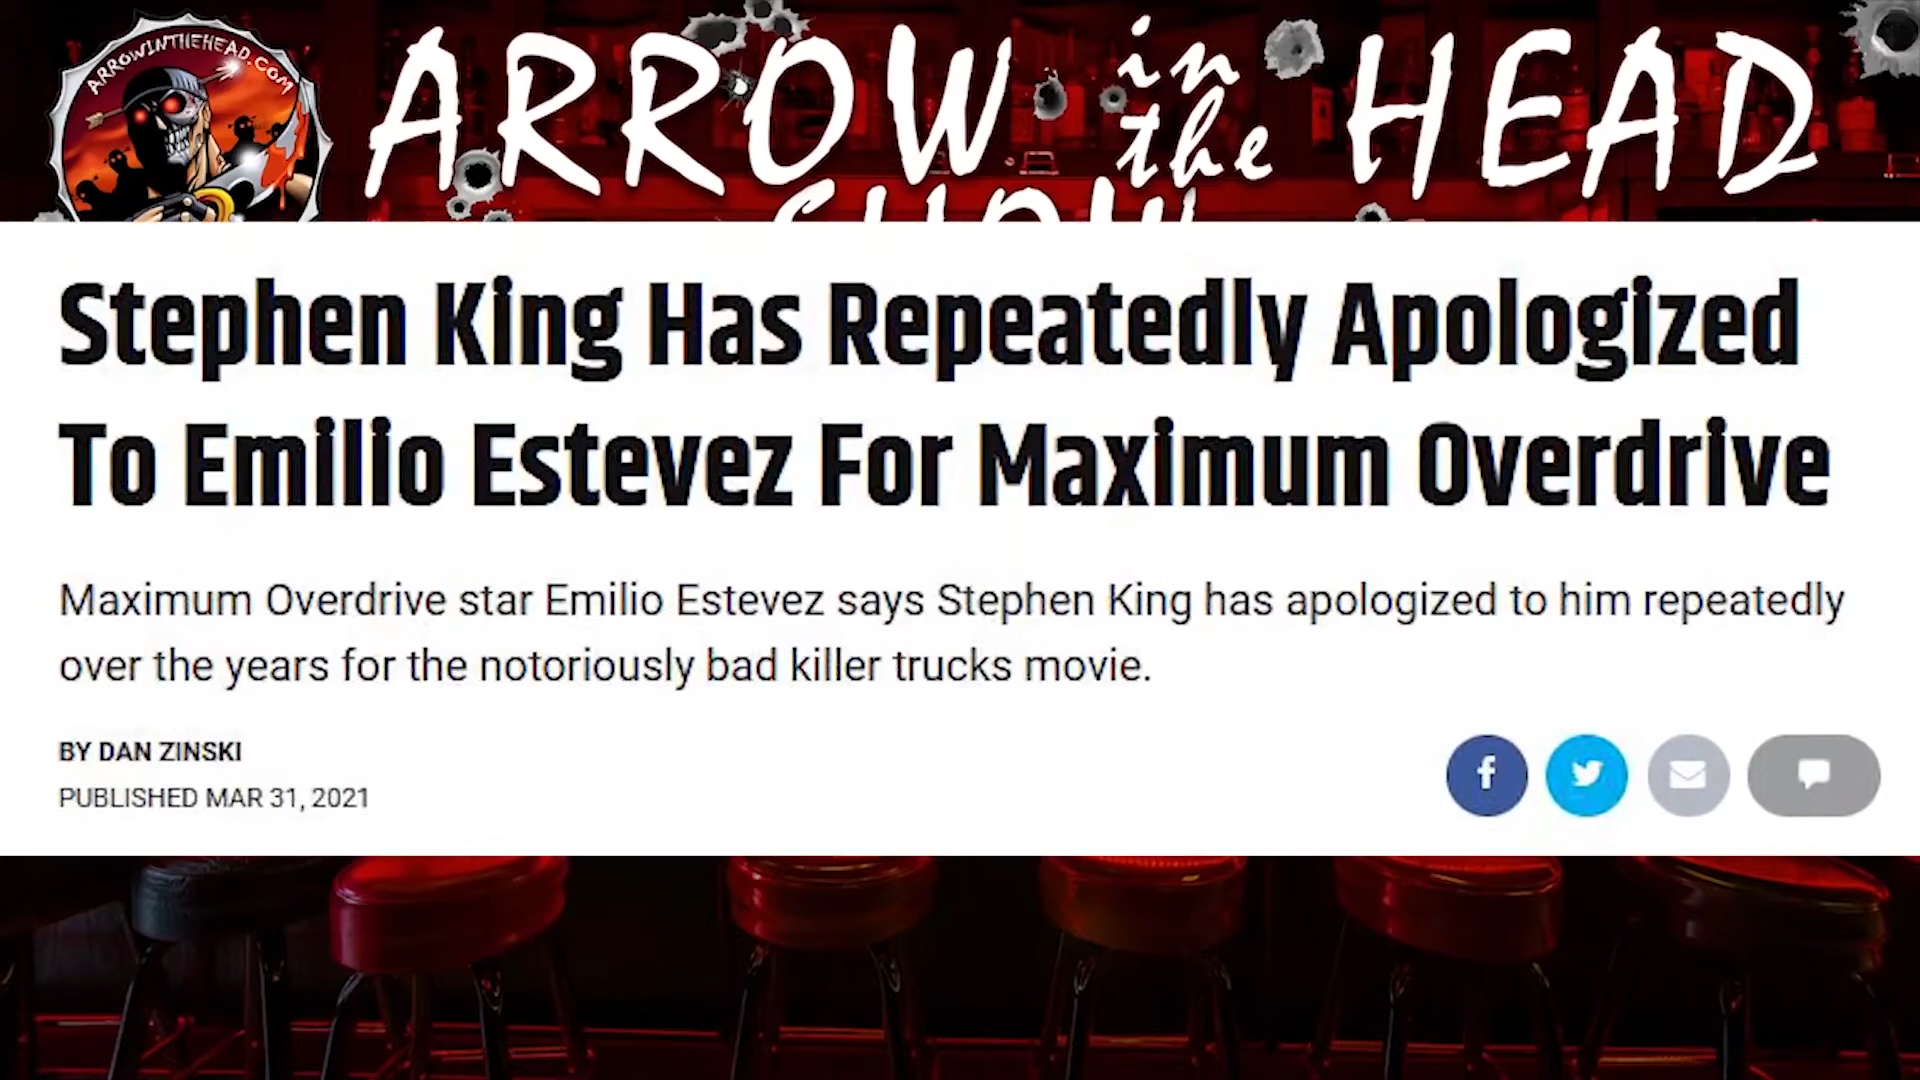 ARROWINTHEHEAD.COM
ARROW in the HEAD
SHOW
Stephen King Has Repeatedly Apologized
To Emilio Estevez For Maximum Overdrive
Maximum Overdrive star Emilio Estevez says Stephen King has apologized to him repeatedly
over the years for the notoriously bad killer trucks movie.
BY DAN ZINSKI
PUBLISHED MAR 31, 2021